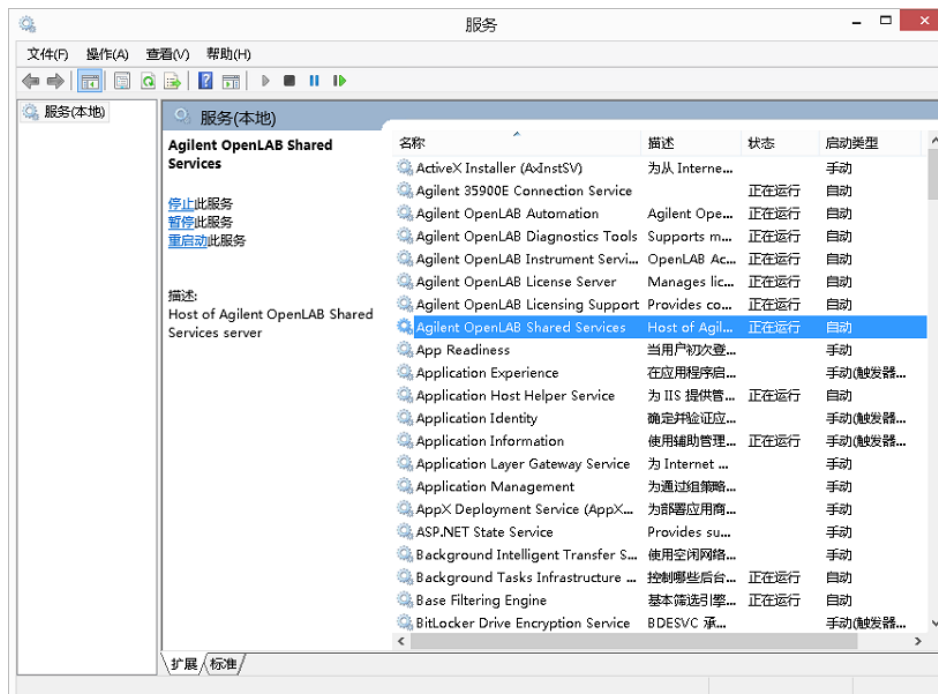 服务
文件(F) 操作(A) 查看(V) 帮助(H)
服务(本地)
服务(本地)
Agilent OpenLAB Shared
Services
停止此服务
暂停此服务
重启动此服务
描述:
Host of Agilent OpenLAB Shared
Services server
名称 描述 状态 启动类型
ActiveX Installer (AxInstSV) 为从 Interne... 手动
Agilent 35900E Connection Service 正在运行 自动
Agilent OpenLAB Automation Agilent Ope... 正在运行 自动
Agilent OpenLAB Diagnostics Tools Supports m... 正在运行 自动
Agilent OpenLAB Instrument Servi... OpenLAB Ac... 正在运行 自动
Agilent OpenLAB License Server Manages lic... 正在运行 自动
Agilent OpenLAB Licensing Support Provides co... 正在运行 自动
Agilent OpenLAB Shared Services Host of Agil... 正在运行 自动
App Readiness 当用户初次登... 手动
Application Experience 在应用程序启... 手动(触发器...
Application Host Helper Service 为 IIS 提供管... 正在运行 自动
Application Identity 确定并验证应... 手动(触发器...
Application Information 使用辅助管理... 正在运行 手动(触发器...
Application Layer Gateway Service 为 Internet ... 手动
Application Management 为通过组策略... 手动
AppX Deployment Service (AppX... 为部署应用商... 手动
ASP.NET State Service Provides su... 手动
Background Intelligent Transfer S... 使用空闲网络... 手动
Background Tasks Infrastructure ... 控制哪些后台... 正在运行 自动
Base Filtering Engine 基本筛选引擎... 正在运行 自动
BitLocker Drive Encryption Service BDESVC 承... 手动(触发器...
扩展 标准